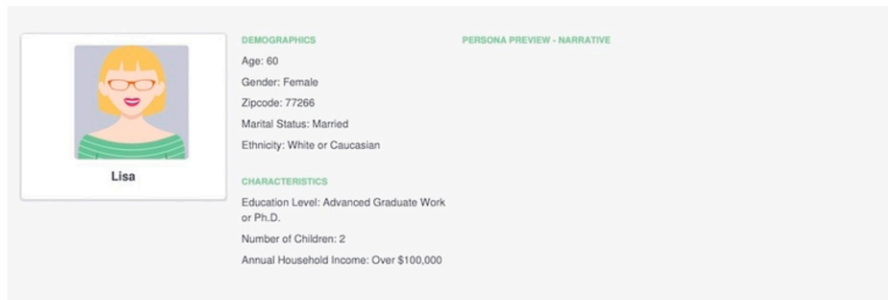 Lisa
DEMOGRAPHICS
Age: 60
Gender: Female
Zipcode: 77266
Marital Status: Married
Ethnicity: White or Caucasian
CHARACTERISTICS
Education Level: Advanced Graduate Work
or Ph.D.
Number of Children: 2
Annual Household Income: Over $100,000
PERSONA PREVIEW - NARRATIVE